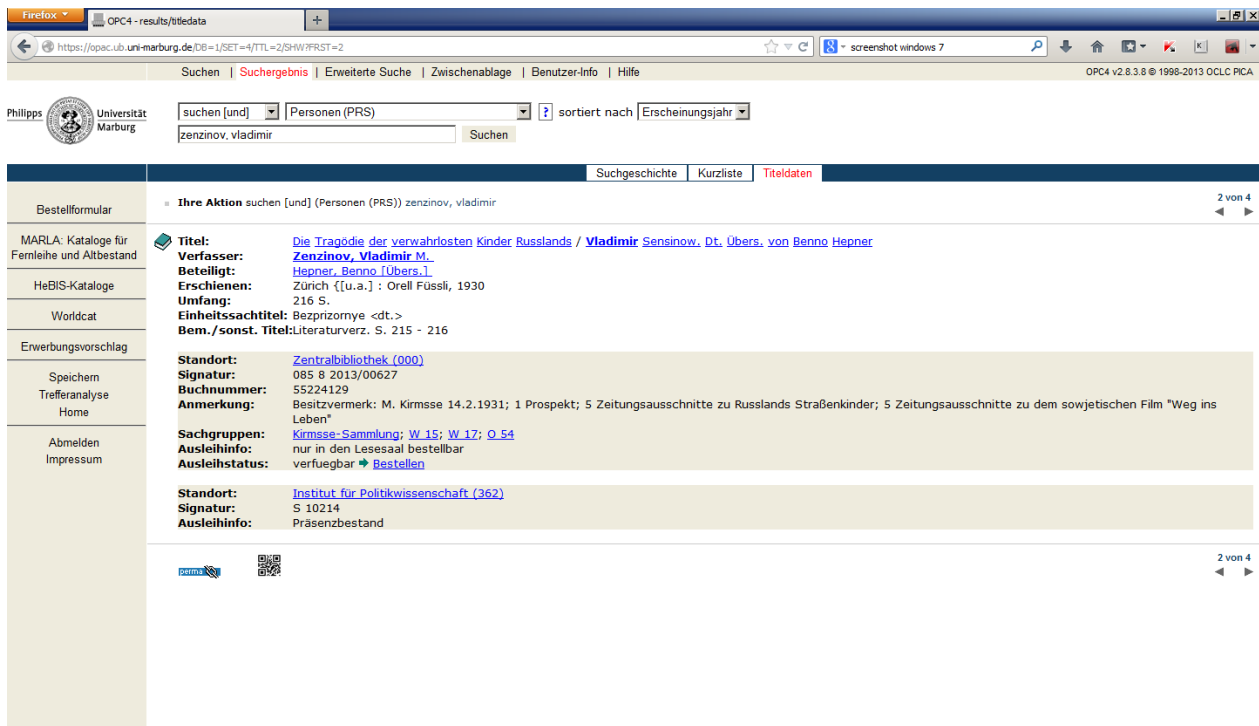 Firefox
OPC4 - results/titledata
https://opac.ub.uni-marburg.de/DB=1/SET=4/TTL=2/SHW?FRST=2
screenshot windows 7
Suchen | Suchergebnis | Erweiterte Suche | Zwischenablage | Benutzer-Info | Hilfe
OPC4 v2.8.3.8 © 1998-2013 OCLC PICA
Philipps Universität
Marburg
suchen [und] Personen (PRS) ? sortiert nach Erscheinungsjahr
zenzinov, vladimir Suchen
Suchgeschichte Kurzliste Titeldaten
Bestellformular
MARLA: Kataloge für
Fernleihe und Altbestand
HeBIS-Kataloge
Worldcat
Erwerbungsvorschlag
Speichern
Trefferanalyse
Home
Abmelden
Impressum
Ihre Aktion suchen [und] (Personen (PRS)) zenzinov, vladimir
2 von 4
Titel: Die Tragödie der verwahrlosten Kinder Russlands / Vladimir Sensinow. Dt. Übers. von Benno Hepner
Verfasser: Zenzinov, Vladimir M.
Beteiligt: Hepner, Benno [Übers.]
Erschienen: Zürich {[u.a.] : Orell Füssli, 1930
Umfang: 216 S.
Einheitssachtitel: Bezprizornye <dt.>
Bem./sonst. Titel:Literaturverz. S. 215 - 216
Standort: Zentralbibliothek (000)
Signatur: 085 8 2013/00627
Buchnummer: 55224129
Anmerkung: Besitzvermerk: M. Kirmsse 14.2.1931; 1 Prospekt; 5 Zeitungsausschnitte zu Russlands Straßenkinder; 5 Zeitungsausschnitte zu dem sowjetischen Film "Weg ins
Leben"
Sachgruppen: Kirmsse-Sammlung; W 15; W 17; O 54
Ausleihinfo: nur in den Lesesaal bestellbar
Ausleihstatus: verfuegbar Bestellen
Standort: Institut für Politikwissenschaft (362)
Signatur: S 10214
Ausleihinfo: Präsenzbestand
perma
2 von 4